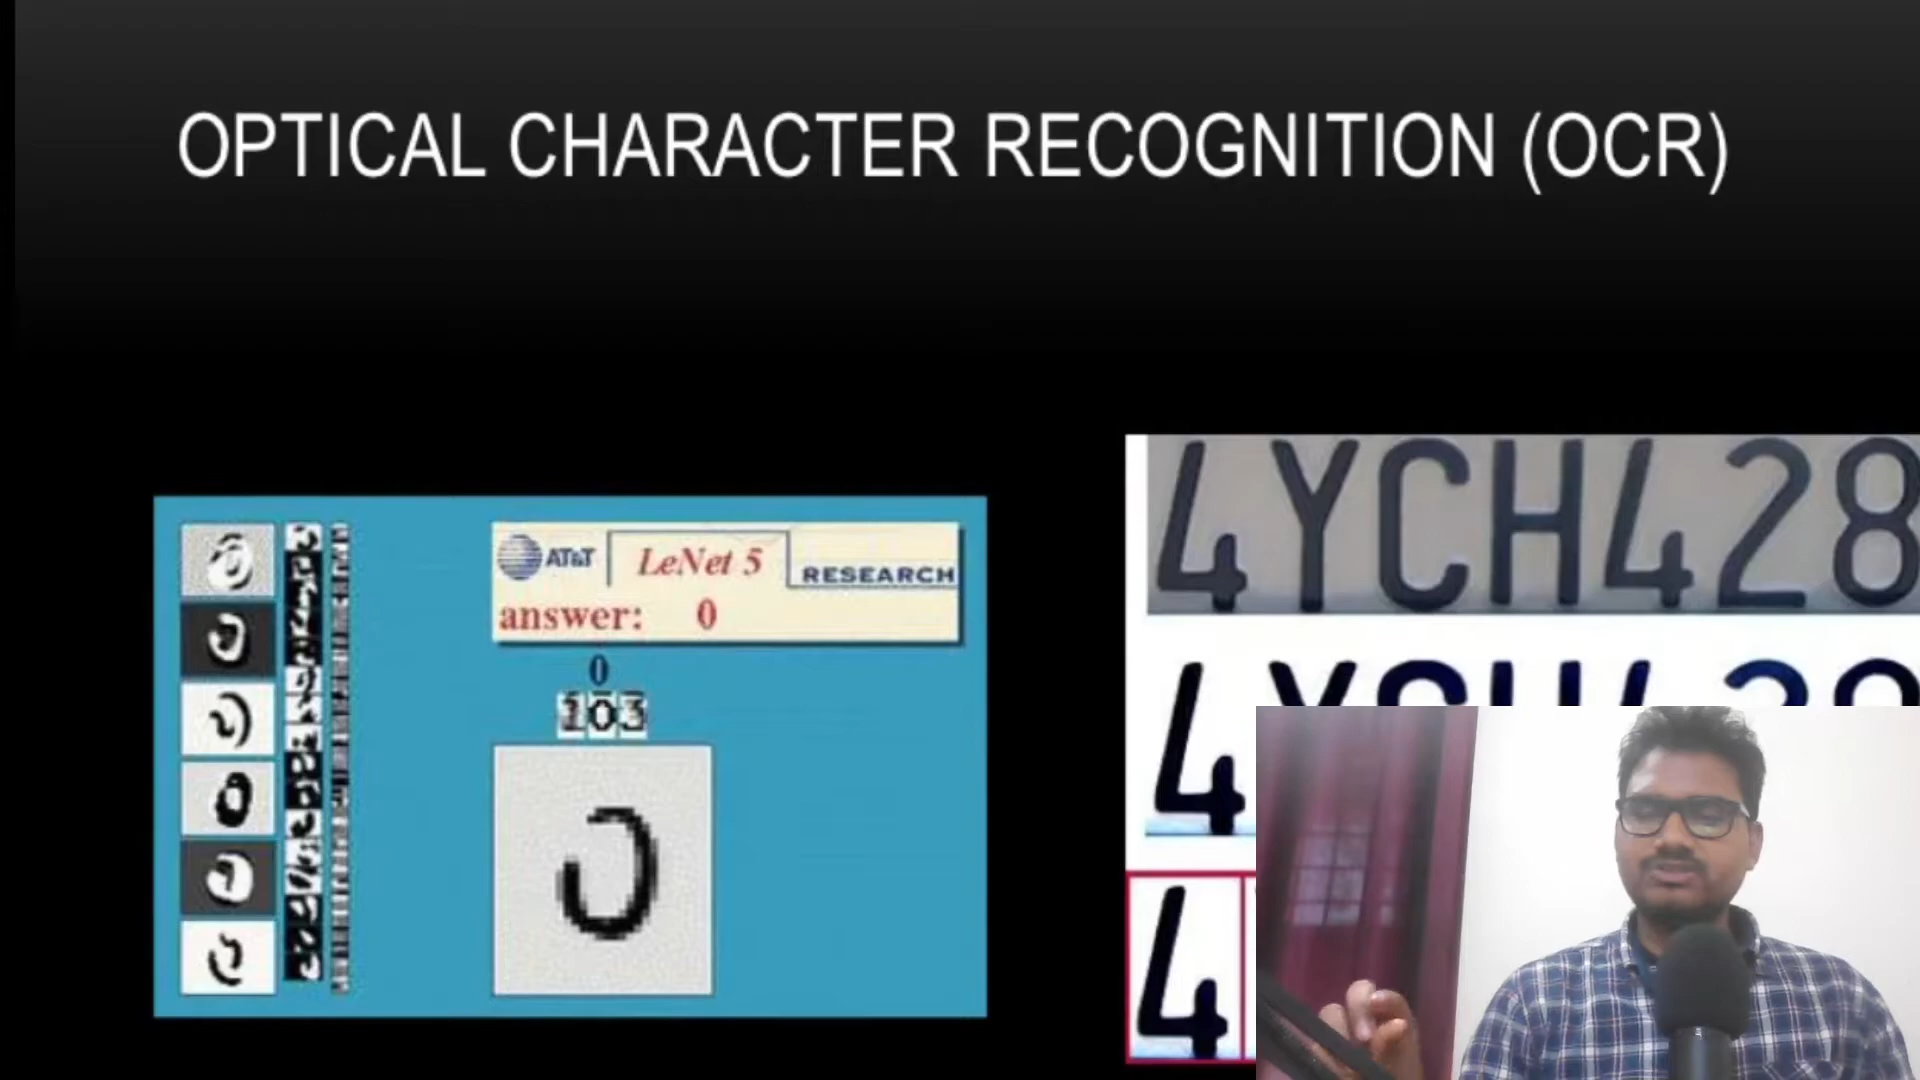 OPTICAL CHARACTER RECOGNITION (OCR)
AT&T
LeNet 5
RESEARCH
answer: 0
0
103
4YCH428
4
4